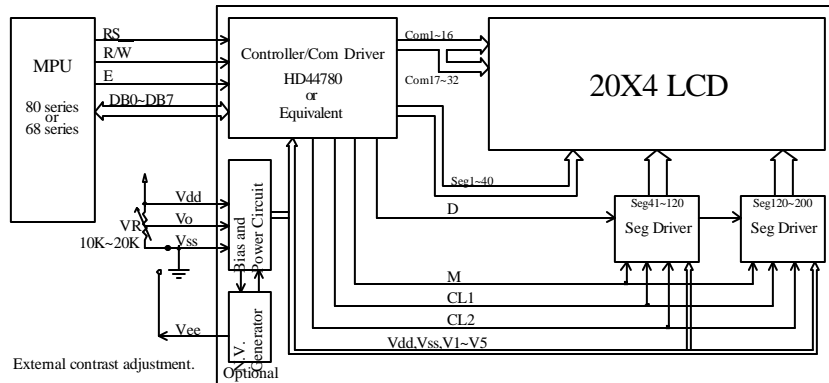 MPU
80 series
or
68 series
RS
R/W
E
DB0~DB7
Controller/Com Driver
HD44780
or
Equivalent
Com1~16
Com17~32
20X4 LCD
Seg1~40
D
Seg41~120
Seg Driver
Seg120~200
Seg Driver
Vdd
Vo
Vss
VR
10K~20K
Bias and
Power Circuit
M
CL1
CL2
Vdd,Vss,V1~V5
Vee
N.V.
Generator
Optional
External contrast adjustment.